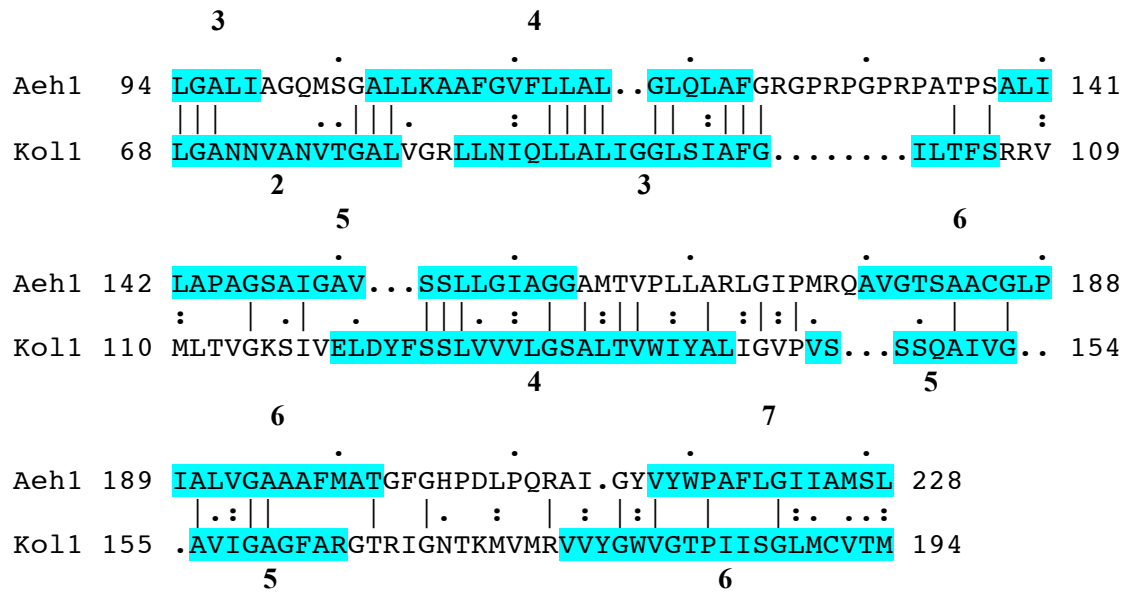 3 4
. . . . .
Aeh1 94 LGALIAGQMSGALLKAAFGVFLLAL..GLQLAFGRGPRPGPRPATPSALI 141
|||     ..|||.     : ||||  || :|||          | |  :
Kol1 68 LGANNVANVTGALVGRLLNIQLLALIGGLSIAFG........ILTFSRRV 109
2 3
5 6
. . . . .
Aeh1 142 LAPAGSAIGAV...SSLLGIAGGAMTVPLLARLGIPMRQAVGTSAACGLP 188
:   | .|  .   |||. : | |:|| : | :|:|.     . |  |
Kol1 110 MLTVGKSIVELDYFSSLVVVLGSALTVWIYALIGVPVS...SSQAIVG.. 154
4 5
6 7
. . . .
Aeh1 189 IALVGAAAFMATGFGHPDLPQRAI.GYVYWPAFLGIIAMSL 228
|.:||     |  |.  :  | : |:|  |   |:. ..:
Kol1 155 .AVIGAGFARGTRIGNTKMVMRVVYGWVGTPIISGLMCVTM 194
5 6